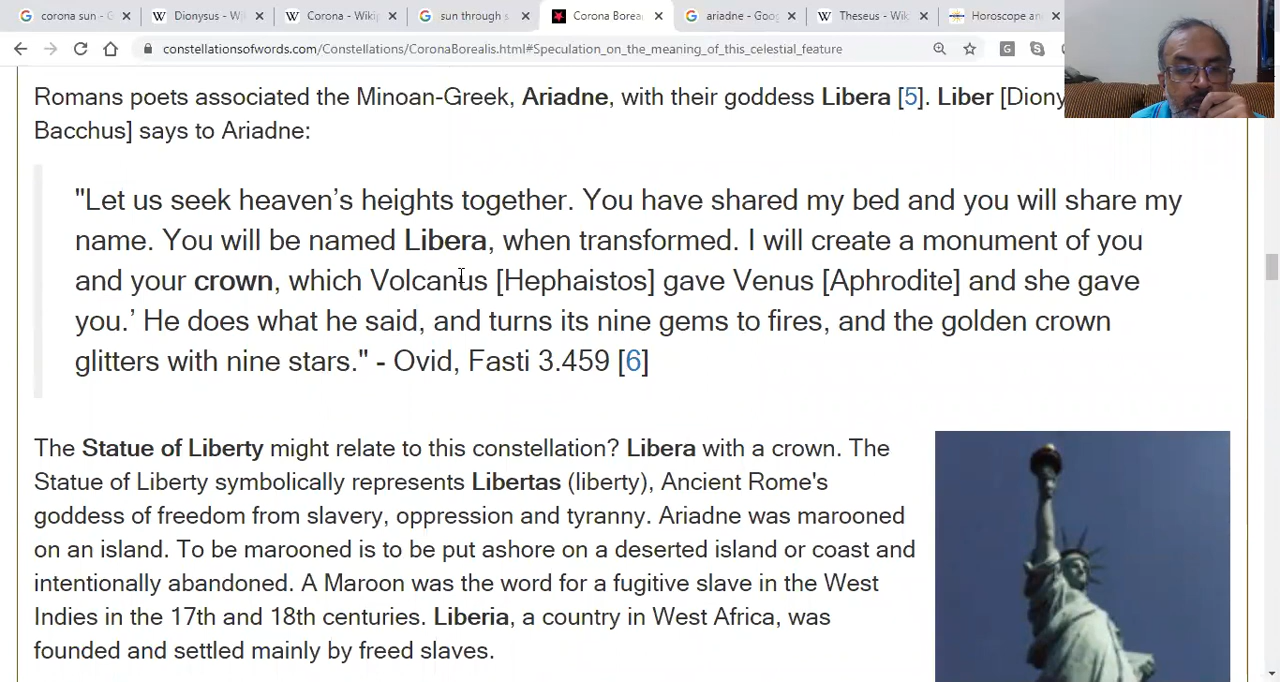 corona sun - G
Dionysus - Wi
Corona - Wikip
sun through s
Corona Borea
ariadne - Goog
Theseus - Wik
Horoscope an
constellationsofwords.com/Constellations/CoronaBorealis.html#Speculation_on_the_meaning_of_this_celestial_feature
Romans poets associated the Minoan-Greek, Ariadne, with their goddess Libera [5]. Liber [Diony
Bacchus] says to Ariadne:
"Let us seek heaven’s heights together. You have shared my bed and you will share my
name. You will be named Libera, when transformed. I will create a monument of you
and your crown, which Volcanus [Hephaistos] gave Venus [Aphrodite] and she gave
you.’ He does what he said, and turns its nine gems to fires, and the golden crown
glitters with nine stars." - Ovid, Fasti 3.459 [6]
The Statue of Liberty might relate to this constellation? Libera with a crown. The
Statue of Liberty symbolically represents Libertas (liberty), Ancient Rome's
goddess of freedom from slavery, oppression and tyranny. Ariadne was marooned
on an island. To be marooned is to be put ashore on a deserted island or coast and
intentionally abandoned. A Maroon was the word for a fugitive slave in the West
Indies in the 17th and 18th centuries. Liberia, a country in West Africa, was
founded and settled mainly by freed slaves.